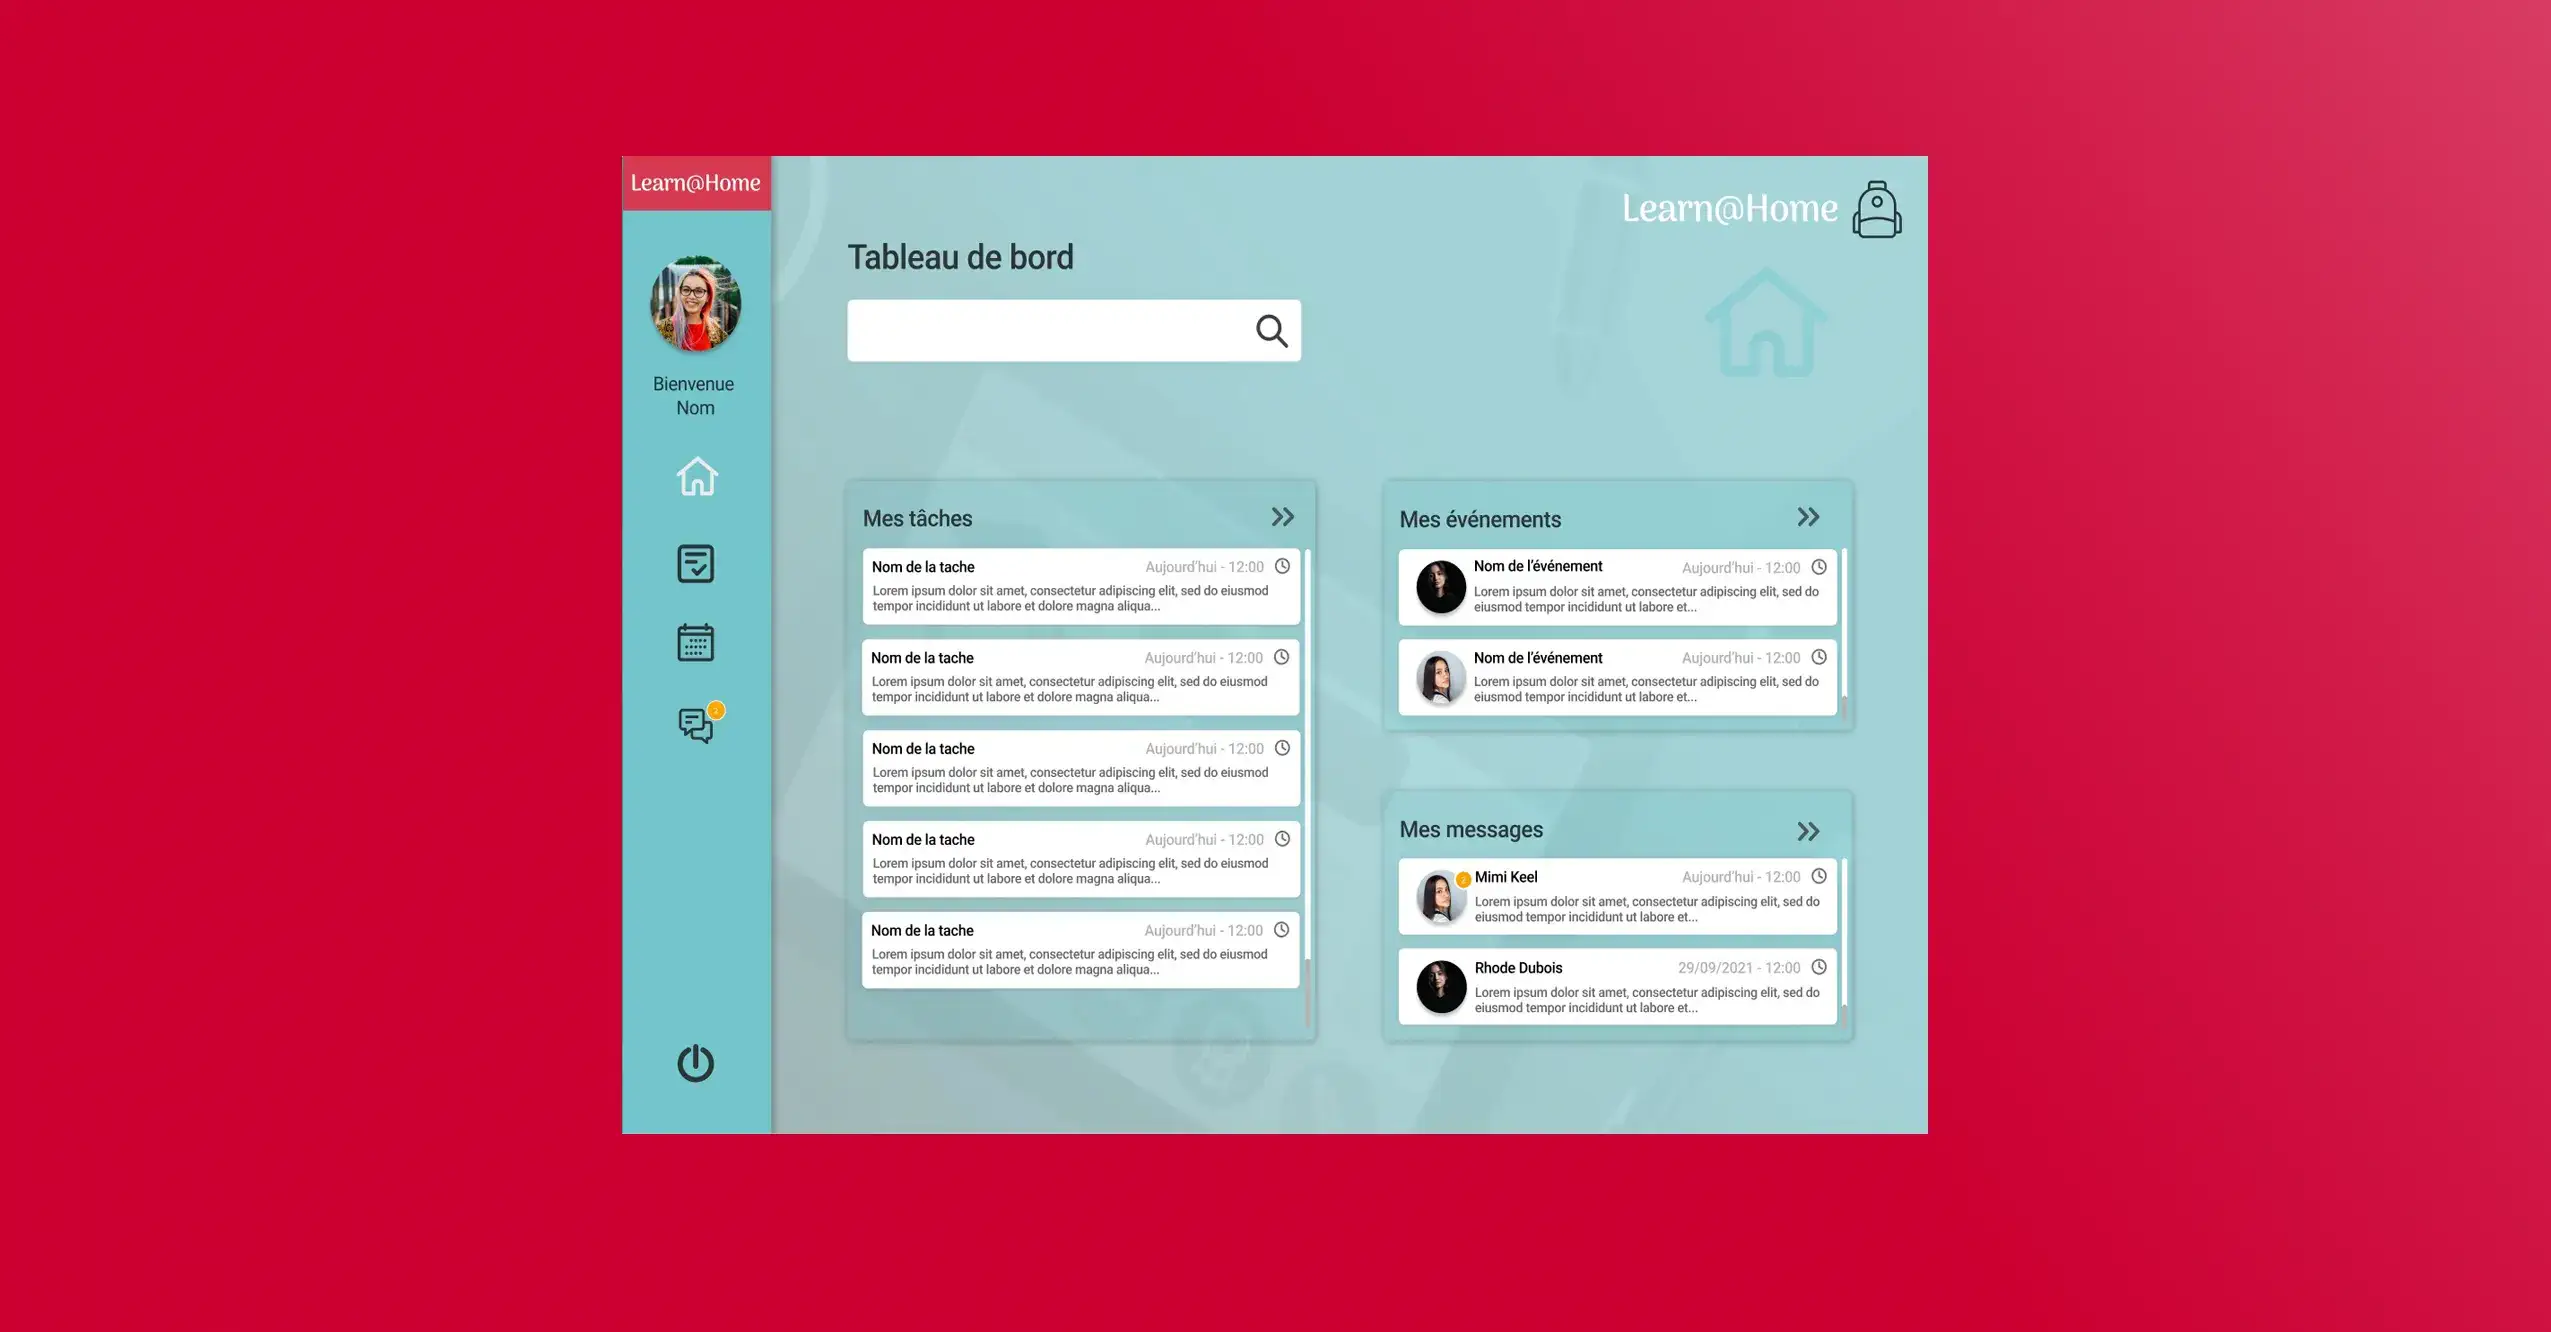 Learn@Home
Bienvenue
Nom
2
Learn@Home
Tableau de bord
Mes tâches
Nom de la tache Aujourd'hui - 12:00
Lorem ipsum dolor sit amet, consectetur adipiscing elit, sed do eiusmod
tempor incididunt ut labore et dolore magna aliqua...
Nom de la tache Aujourd'hui - 12:00
Lorem ipsum dolor sit amet, consectetur adipiscing elit, sed do eiusmod
tempor incididunt ut labore et dolore magna aliqua...
Nom de la tache Aujourd'hui - 12:00
Lorem ipsum dolor sit amet, consectetur adipiscing elit, sed do eiusmod
tempor incididunt ut labore et dolore magna aliqua...
Nom de la tache Aujourd'hui - 12:00
Lorem ipsum dolor sit amet, consectetur adipiscing elit, sed do eiusmod
tempor incididunt ut labore et dolore magna aliqua...
Nom de la tache Aujourd'hui - 12:00
Lorem ipsum dolor sit amet, consectetur adipiscing elit, sed do eiusmod
tempor incididunt ut labore et dolore magna aliqua...
Mes événements
Nom de l'événement Aujourd'hui - 12:00
Lorem ipsum dolor sit amet, consectetur adipiscing elit, sed do
eiusmod tempor incididunt ut labore et...
Nom de l'événement Aujourd'hui - 12:00
Lorem ipsum dolor sit amet, consectetur adipiscing elit, sed do
eiusmod tempor incididunt ut labore et...
Mes messages
2 Mimi Keel Aujourd'hui - 12:00
Lorem ipsum dolor sit amet, consectetur adipiscing elit, sed do
eiusmod tempor incididunt ut labore et...
Rhode Dubois 29/09/2021 - 12:00
Lorem ipsum dolor sit amet, consectetur adipiscing elit, sed do
eiusmod tempor incididunt ut labore et...